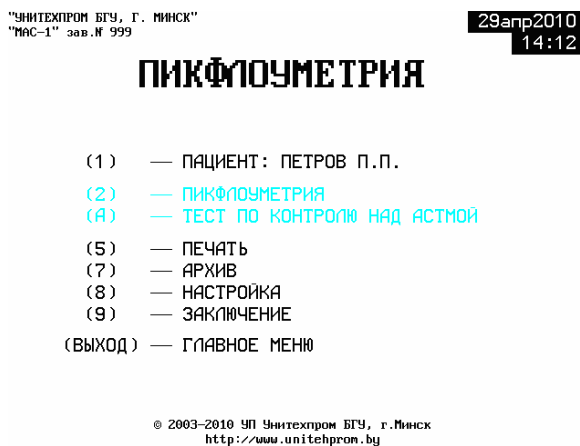 "УНИТЕХПРОМ БГУ, Г. МИНСК"
"МАС-1" зав.№ 999
29апр2010
14:12
ПИКФЛОУМЕТРИЯ
(1) — ПАЦИЕНТ: ПЕТРОВ П.П.
(2) — ПИКФЛОУМЕТРИЯ
(А) — ТЕСТ ПО КОНТРОЛЮ НАД АСТМОЙ
(5) — ПЕЧАТЬ
(7) — АРХИВ
(8) — НАСТРОЙКА
(9) — ЗАКЛЮЧЕНИЕ
(ВЫХОД) — ГЛАВНОЕ МЕНЮ
© 2003-2010 УП Унитехпром БГУ, г.Минск
http://www.unitehprom.by